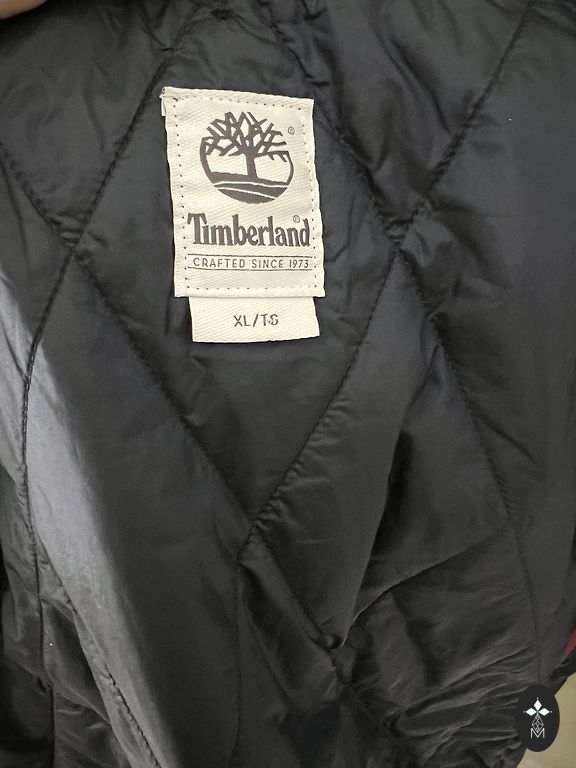 Timberland®
CRAFTED SINCE 1973
XL/TG